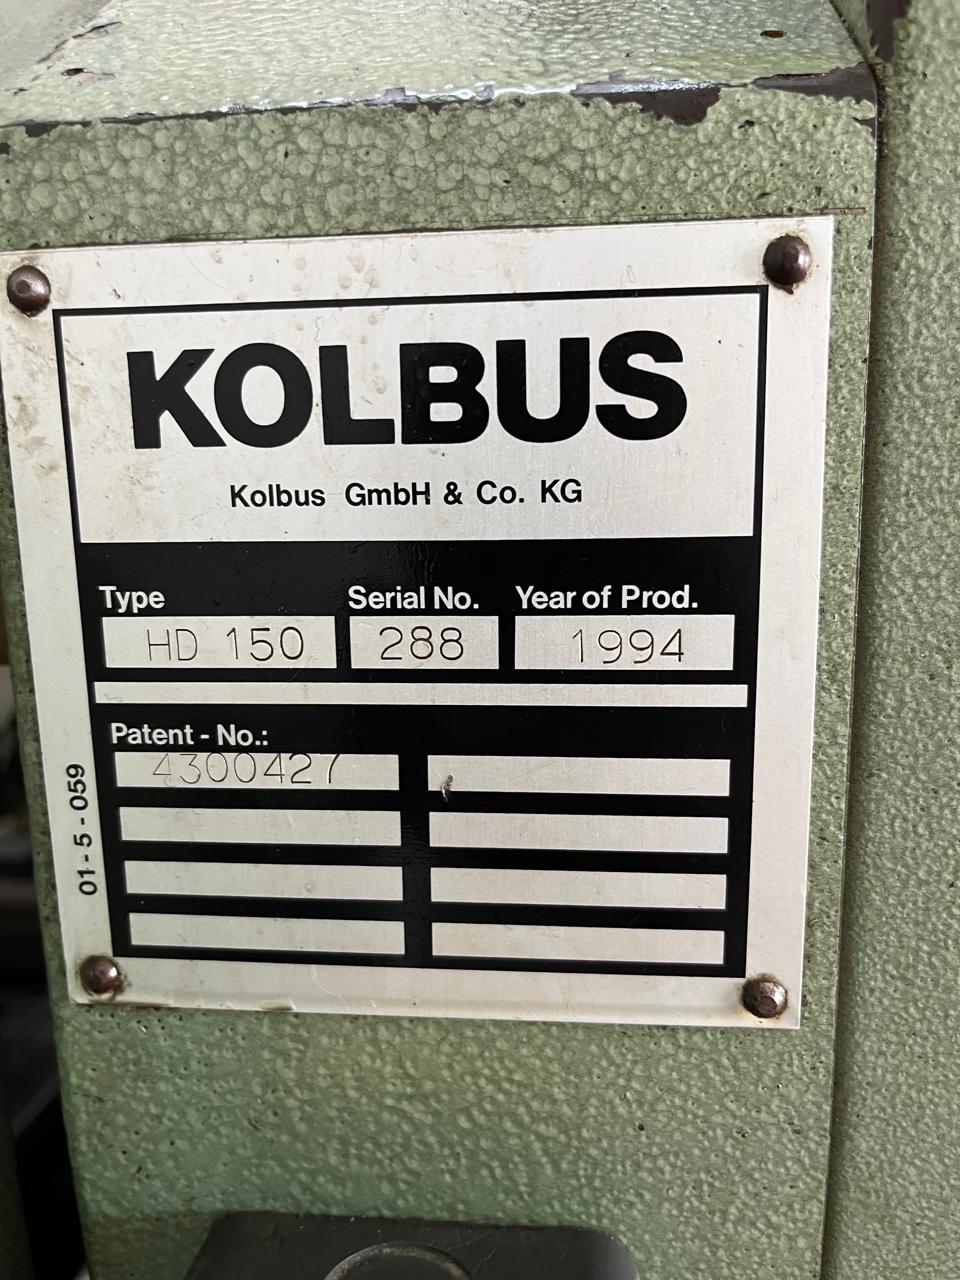 KOLBUS
Kolbus GmbH & Co. KG
Type Serial No. Year of Prod.
HD 150 288 1994
Patent - No.:
4300427
01 - 5 - 059